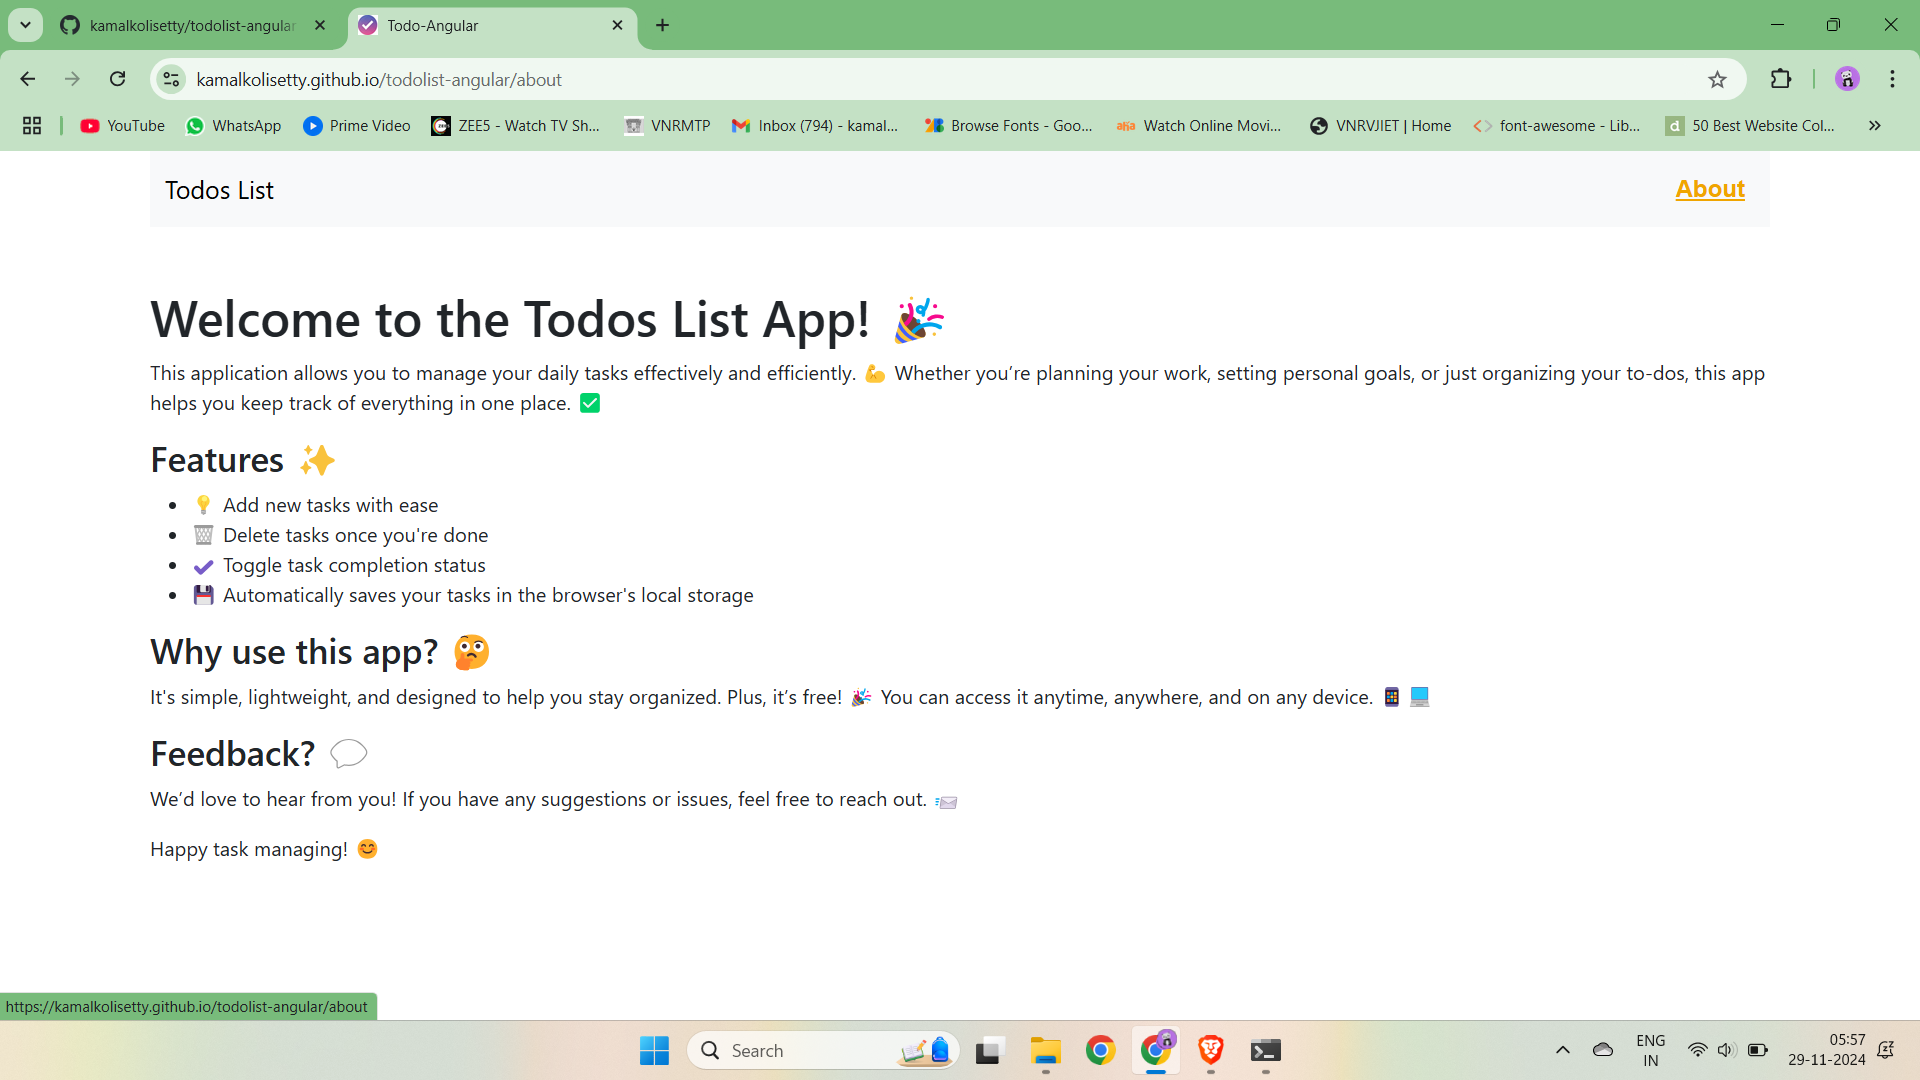 kamalkolisetty/todolist-angular
Todo-Angular
kamalkolisetty.github.io/todolist-angular/about
YouTube
WhatsApp
Prime Video
ZEE5 - Watch TV Sh...
VNRMTP
Inbox (794) - kamal...
Browse Fonts - Goo...
aha
Watch Online Movi...
VNRVJIET | Home
font-awesome - Lib...
d
50 Best Website Col...
Todos List
About
Welcome to the Todos List App! 🎉
This application allows you to manage your daily tasks effectively and efficiently. 💪 Whether you’re planning your work, setting personal goals, or just organizing your to-dos, this app
helps you keep track of everything in one place. ✅
Features ✨
• 💡 Add new tasks with ease
• 🗑️ Delete tasks once you're done
• ✔️ Toggle task completion status
• 💾 Automatically saves your tasks in the browser's local storage
Why use this app? 🤔
It's simple, lightweight, and designed to help you stay organized. Plus, it’s free! 🎉 You can access it anytime, anywhere, and on any device. 📱 💻
Feedback? 💬
We’d love to hear from you! If you have any suggestions or issues, feel free to reach out. 📨
Happy task managing! 😊
https://kamalkolisetty.github.io/todolist-angular/about
Search
ENG
IN
05:57
29-11-2024